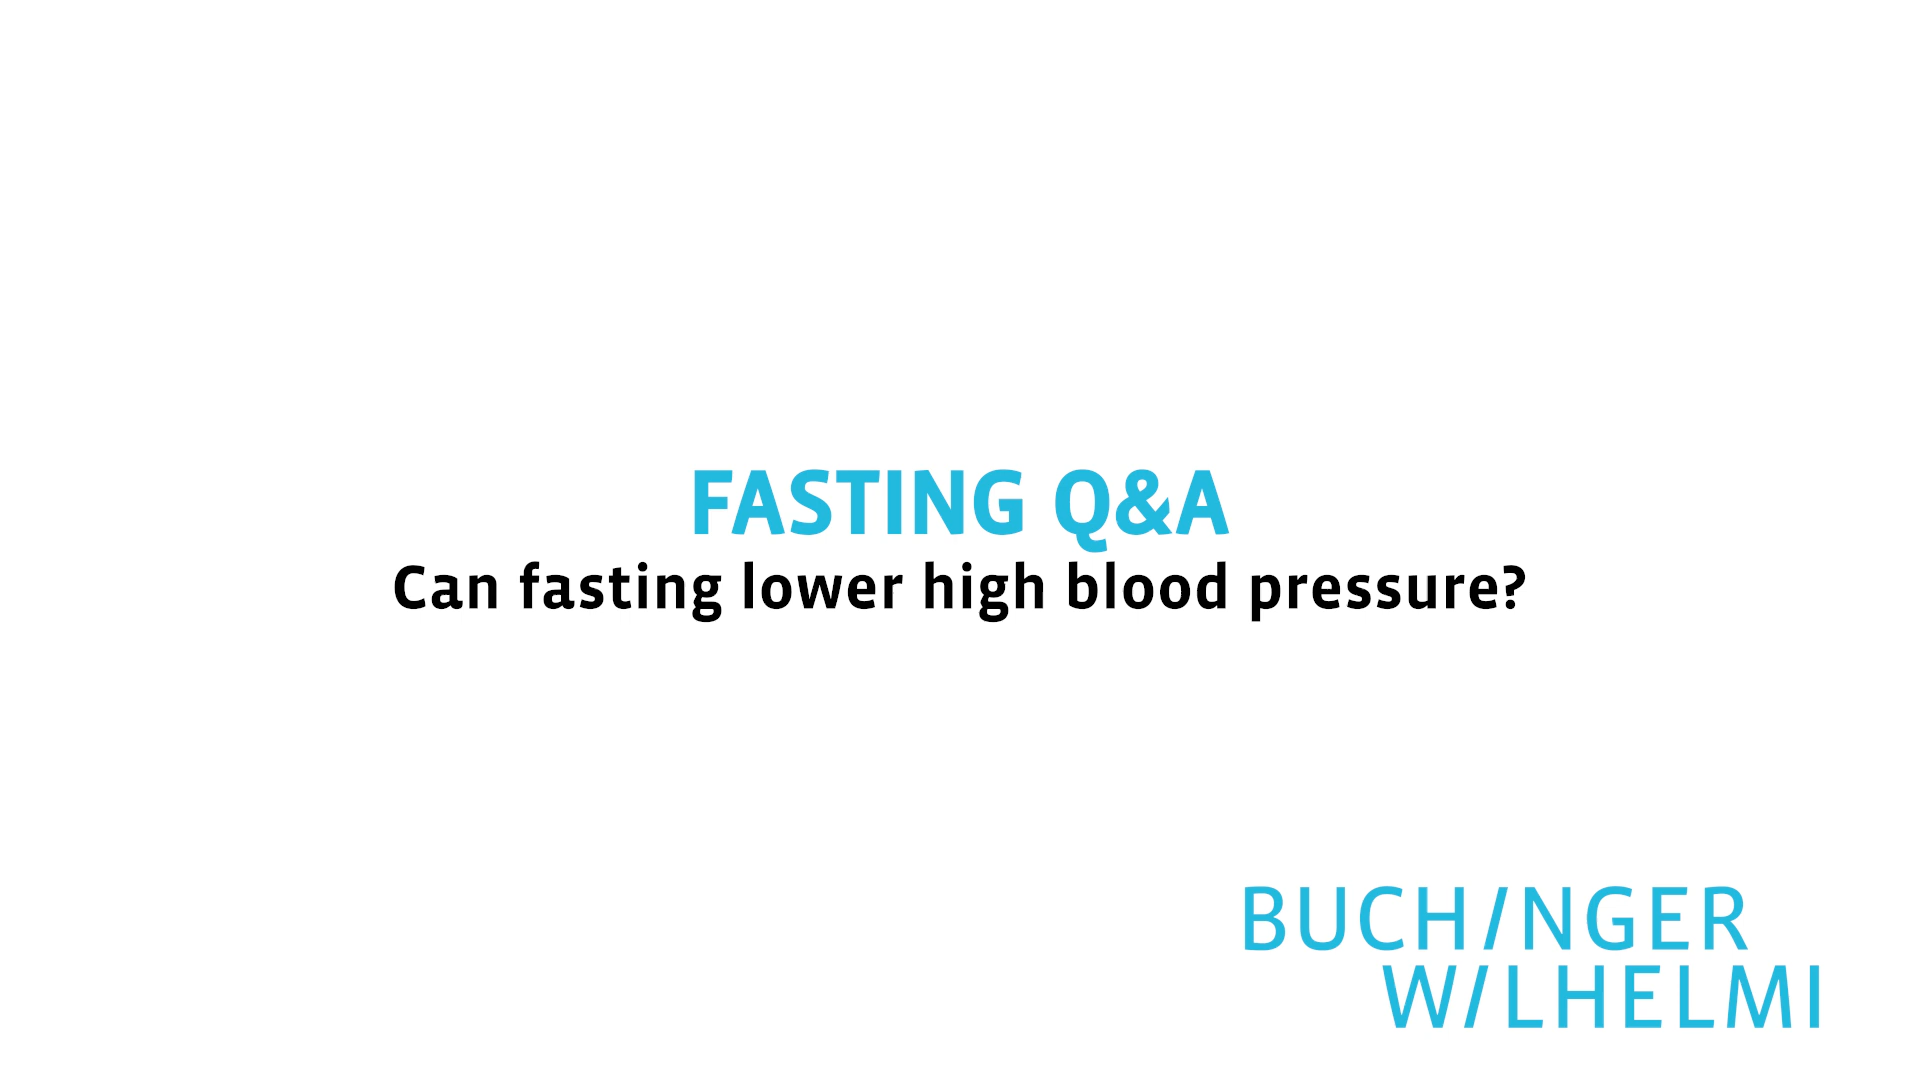 FASTING Q&A
Can fasting lower high blood pressure?
BUCHINGER
WILHELMI